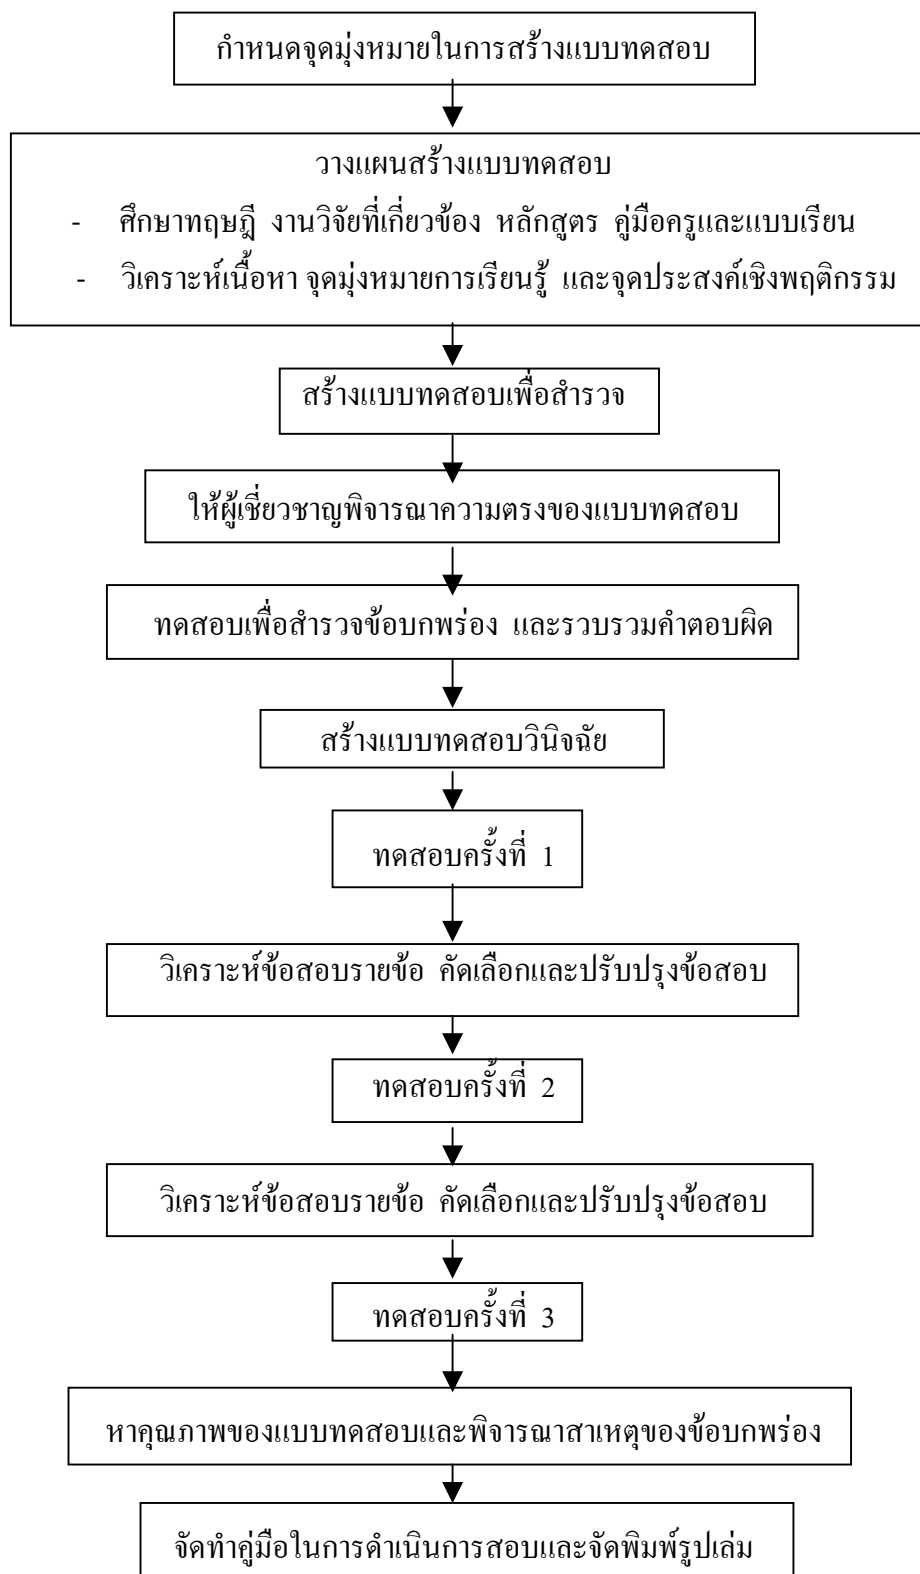 กำหนดจุดมุ่งหมายในการสร้างแบบทดสอบ
วางแผนสร้างแบบทดสอบ
- ศึกษาทฤษฎี งานวิจัยที่เกี่ยวข้อง หลักสูตร คู่มือครูและแบบเรียน
- วิเคราะห์เนื้อหา จุดมุ่งหมายการเรียนรู้ และจุดประสงค์เชิงพฤติกรรม
สร้างแบบทดสอบเพื่อสำรวจ
ให้ผู้เชี่ยวชาญพิจารณาความตรงของแบบทดสอบ
ทดสอบเพื่อสำรวจข้อบกพร่อง และรวบรวมคำตอบผิด
สร้างแบบทดสอบวินิจฉัย
ทดสอบครั้งที่ 1
วิเคราะห์ข้อสอบรายข้อ คัดเลือกและปรับปรุงข้อสอบ
ทดสอบครั้งที่ 2
วิเคราะห์ข้อสอบรายข้อ คัดเลือกและปรับปรุงข้อสอบ
ทดสอบครั้งที่ 3
หาคุณภาพของแบบทดสอบและพิจารณาสาเหตุของข้อบกพร่อง
จัดทำคู่มือในการดำเนินการสอบและจัดพิมพ์รูปเล่ม